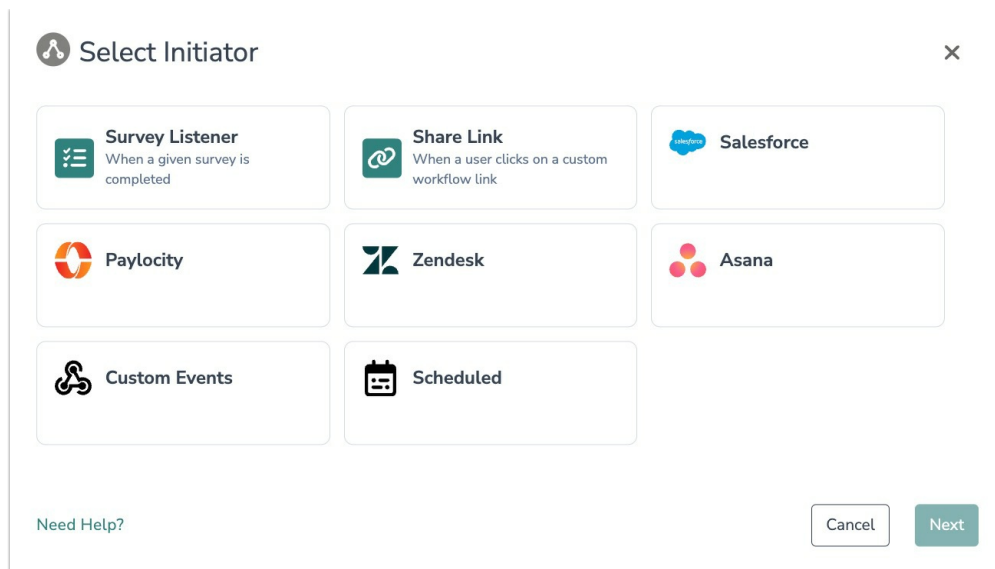 Select Initiator
Survey Listener
When a given survey is
completed
Share Link
When a user clicks on a custom
workflow link
salesforce
Salesforce
Paylocity
Zendesk
Asana
Custom Events
Scheduled
Need Help?
Cancel
Next